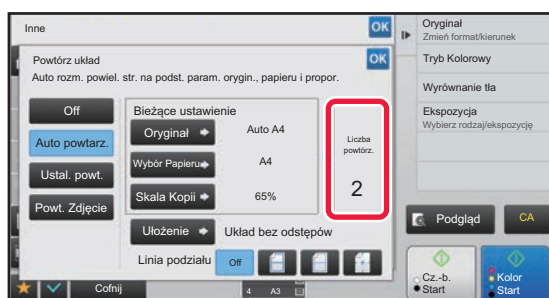 Inne
OK
Powtórz układ
OK
Auto rozm. powiel. str. na podst. param. orygin., papieru i propor.
Off
Auto powtarz.
Ustal. powt.
Powt. Zdjęcie
Bieżące ustawienie
Oryginał
Auto A4
Wybór Papieru
A4
Skala Kopii
65%
Ułożenie
Układ bez odstępów
Linia podziału
Off
Liczba
powtórz.
2
Cofnij
4
A3
Oryginał
Zmień format/kierunek
Tryb Kolorowy
Wyrównanie tła
Ekspozycja
Wybierz rodzaj/ekspozycję
Podgląd
CA
Cz.-b.
Start
Kolor
Start